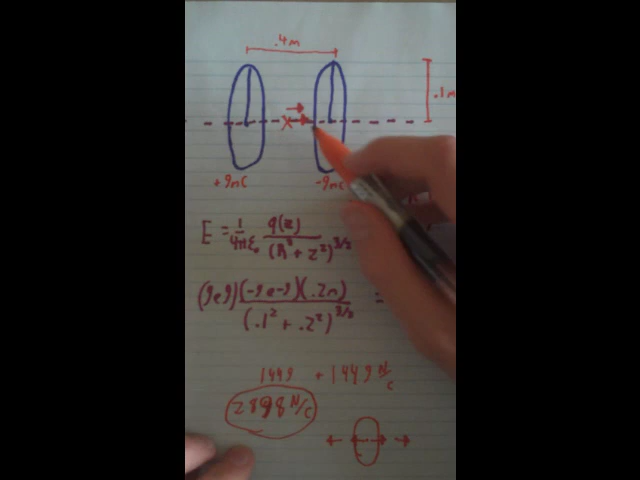 .4m
.1m
x
+9nC -9nC
E = 1/4πε₀ q(z)/(R² + z²)^3/2
(9e9)(-9e-9)(.2m)/(.1² + .2²)^3/2 =
1449 + 1449 N/C
2898 N/C